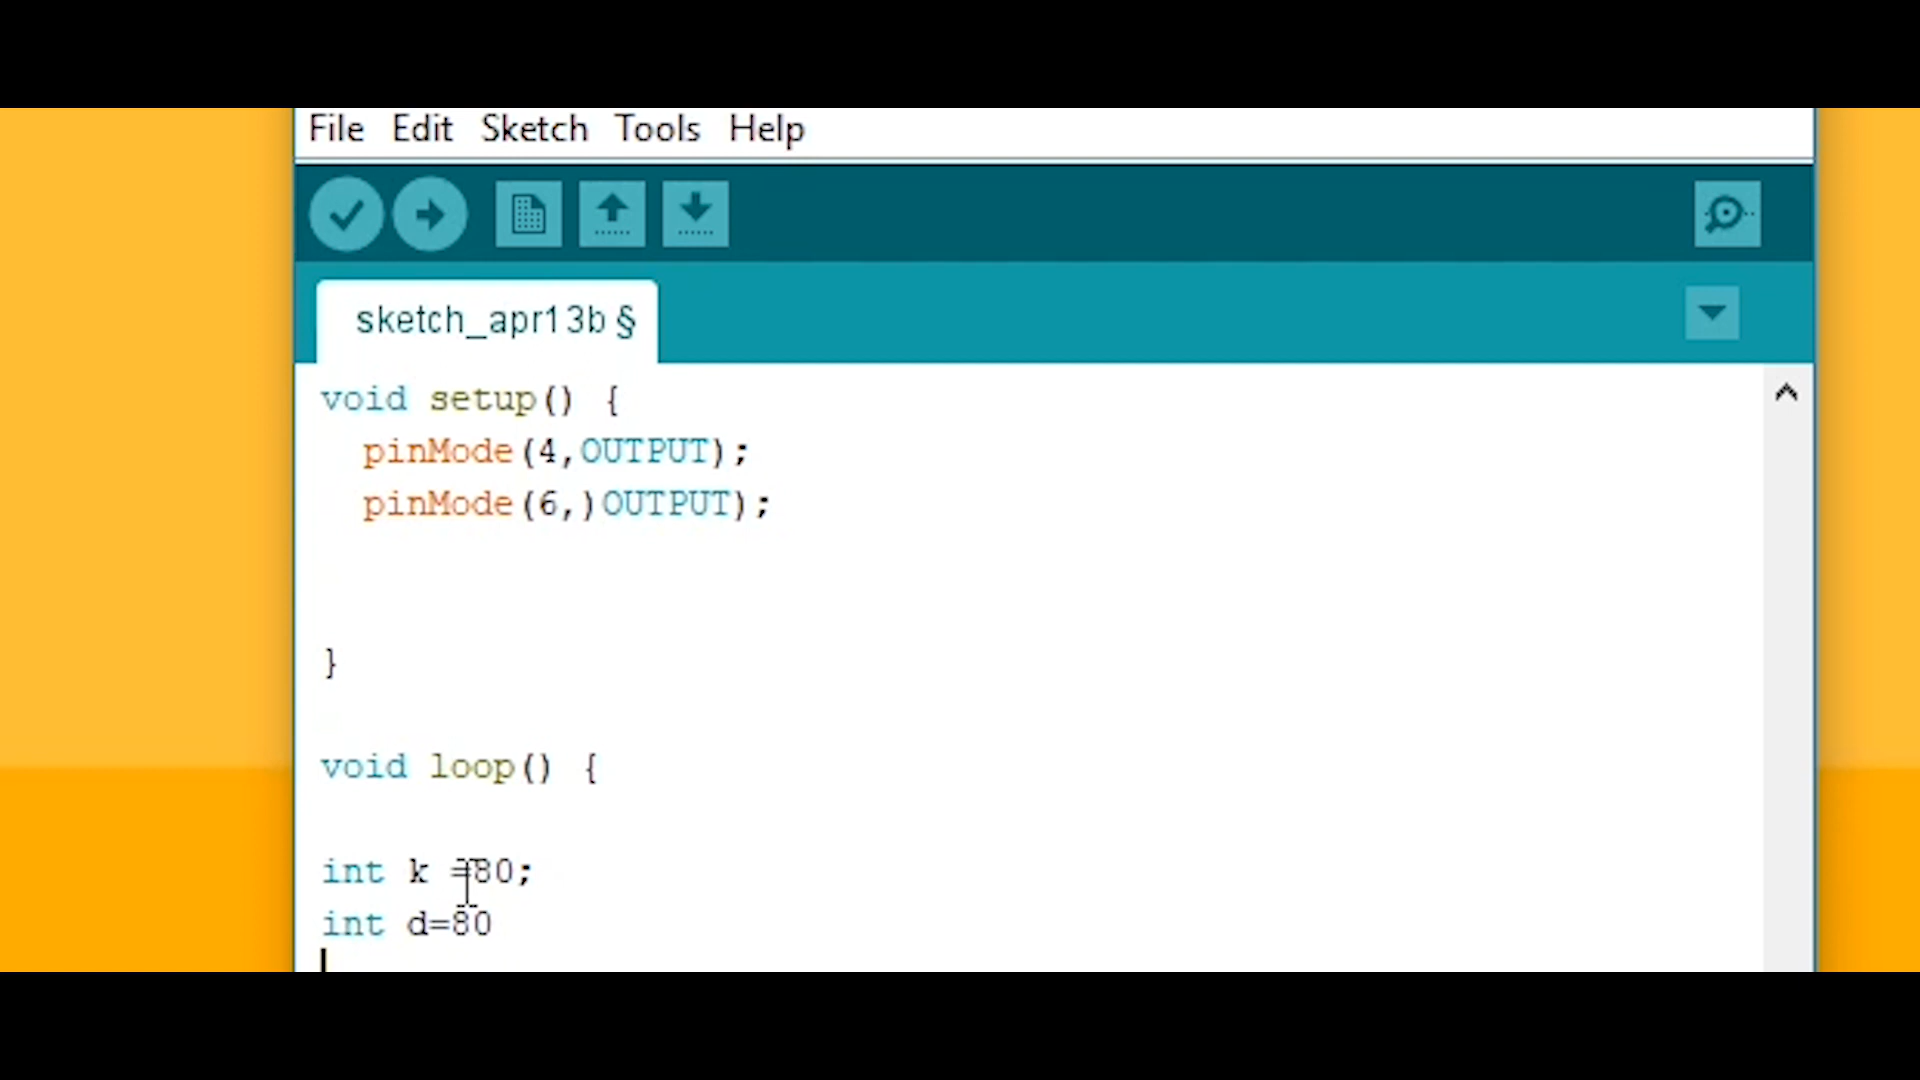 File Edit Sketch Tools Help
sketch_apr13b §
void setup() {
pinMode(4,OUTPUT);
pinMode(6,)OUTPUT);
}
void loop() {
int k =80;
int d=80